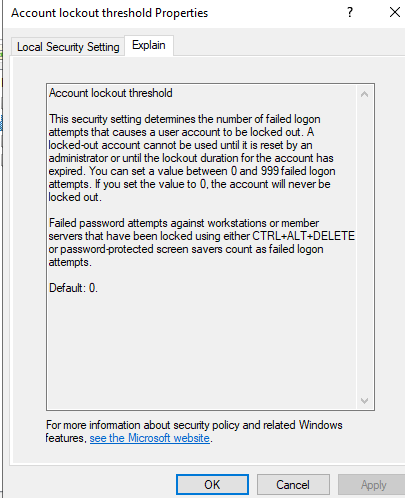 Account lockout threshold Properties
?
Local Security Setting
Explain
Account lockout threshold
This security setting determines the number of failed logon
attempts that causes a user account to be locked out. A
locked-out account cannot be used until it is reset by an
administrator or until the lockout duration for the account has
expired. You can set a value between 0 and 999 failed logon
attempts. If you set the value to 0, the account will never be
locked out.
Failed password attempts against workstations or member
servers that have been locked using either CTRL+ALT+DELETE
or password-protected screen savers count as failed logon
attempts.
Default: 0.
For more information about security policy and related Windows
features, see the Microsoft website.
OK
Cancel
Apply